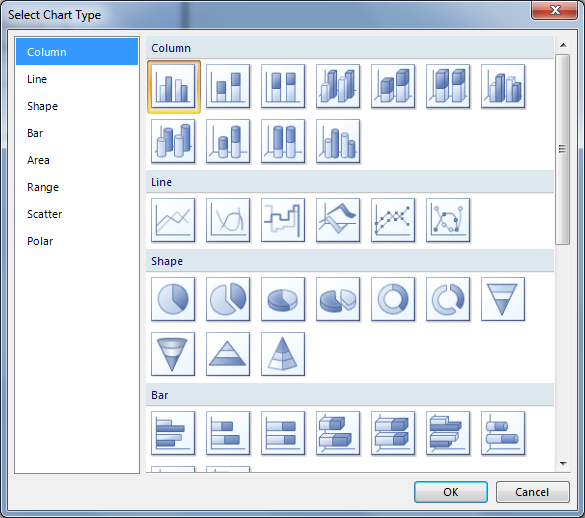 Select Chart Type
Column
Line
Shape
Bar
Area
Range
Scatter
Polar
Column
Line
Shape
Bar
OK
Cancel